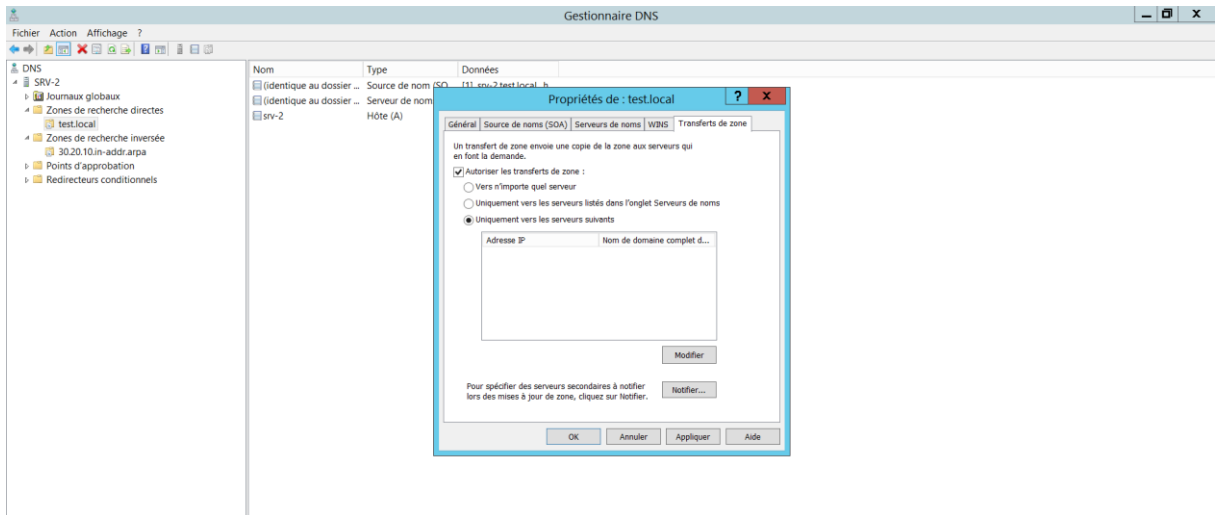 Gestionnaire DNS
Fichier Action Affichage ?
DNS
SRV-2
Journaux globaux
Zones de recherche directes
test.local
Zones de recherche inversée
30.20.10.in-addr.arpa
Points d'approbation
Redirecteurs conditionnels
Nom Type Données
(identique au dossier ... Source de nom (SO... [1], srv-2.test.local., h...
(identique au dossier ... Serveur de nom
srv-2 Hôte (A)
Propriétés de : test.local ? X
Général Source de noms (SOA) Serveurs de noms WINS Transferts de zone
Un transfert de zone envoie une copie de la zone aux serveurs qui
en font la demande.
Autoriser les transferts de zone :
Vers n'importe quel serveur
Uniquement vers les serveurs listés dans l'onglet Serveurs de noms
Uniquement vers les serveurs suivants
Adresse IP Nom de domaine complet d...
Modifier
Pour spécifier des serveurs secondaires à notifier
lors des mises à jour de zone, cliquez sur Notifier.
Notifier...
OK Annuler Appliquer Aide